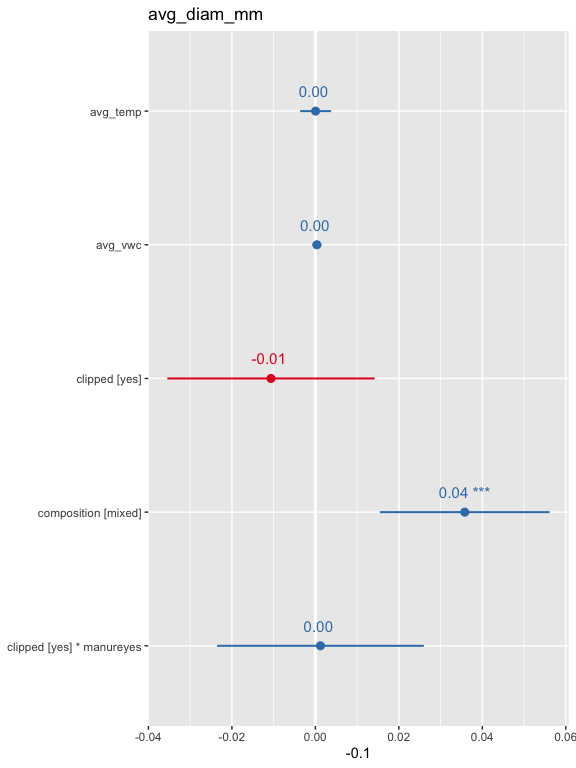 avg_diam_mm
0.00
avg_temp
0.00
avg_vwc
-0.01
clipped [yes]
0.04 ***
composition [mixed]
0.00
clipped [yes] * manureyes
-0.04 -0.02 0.00 0.02 0.04 0.06
-0.1